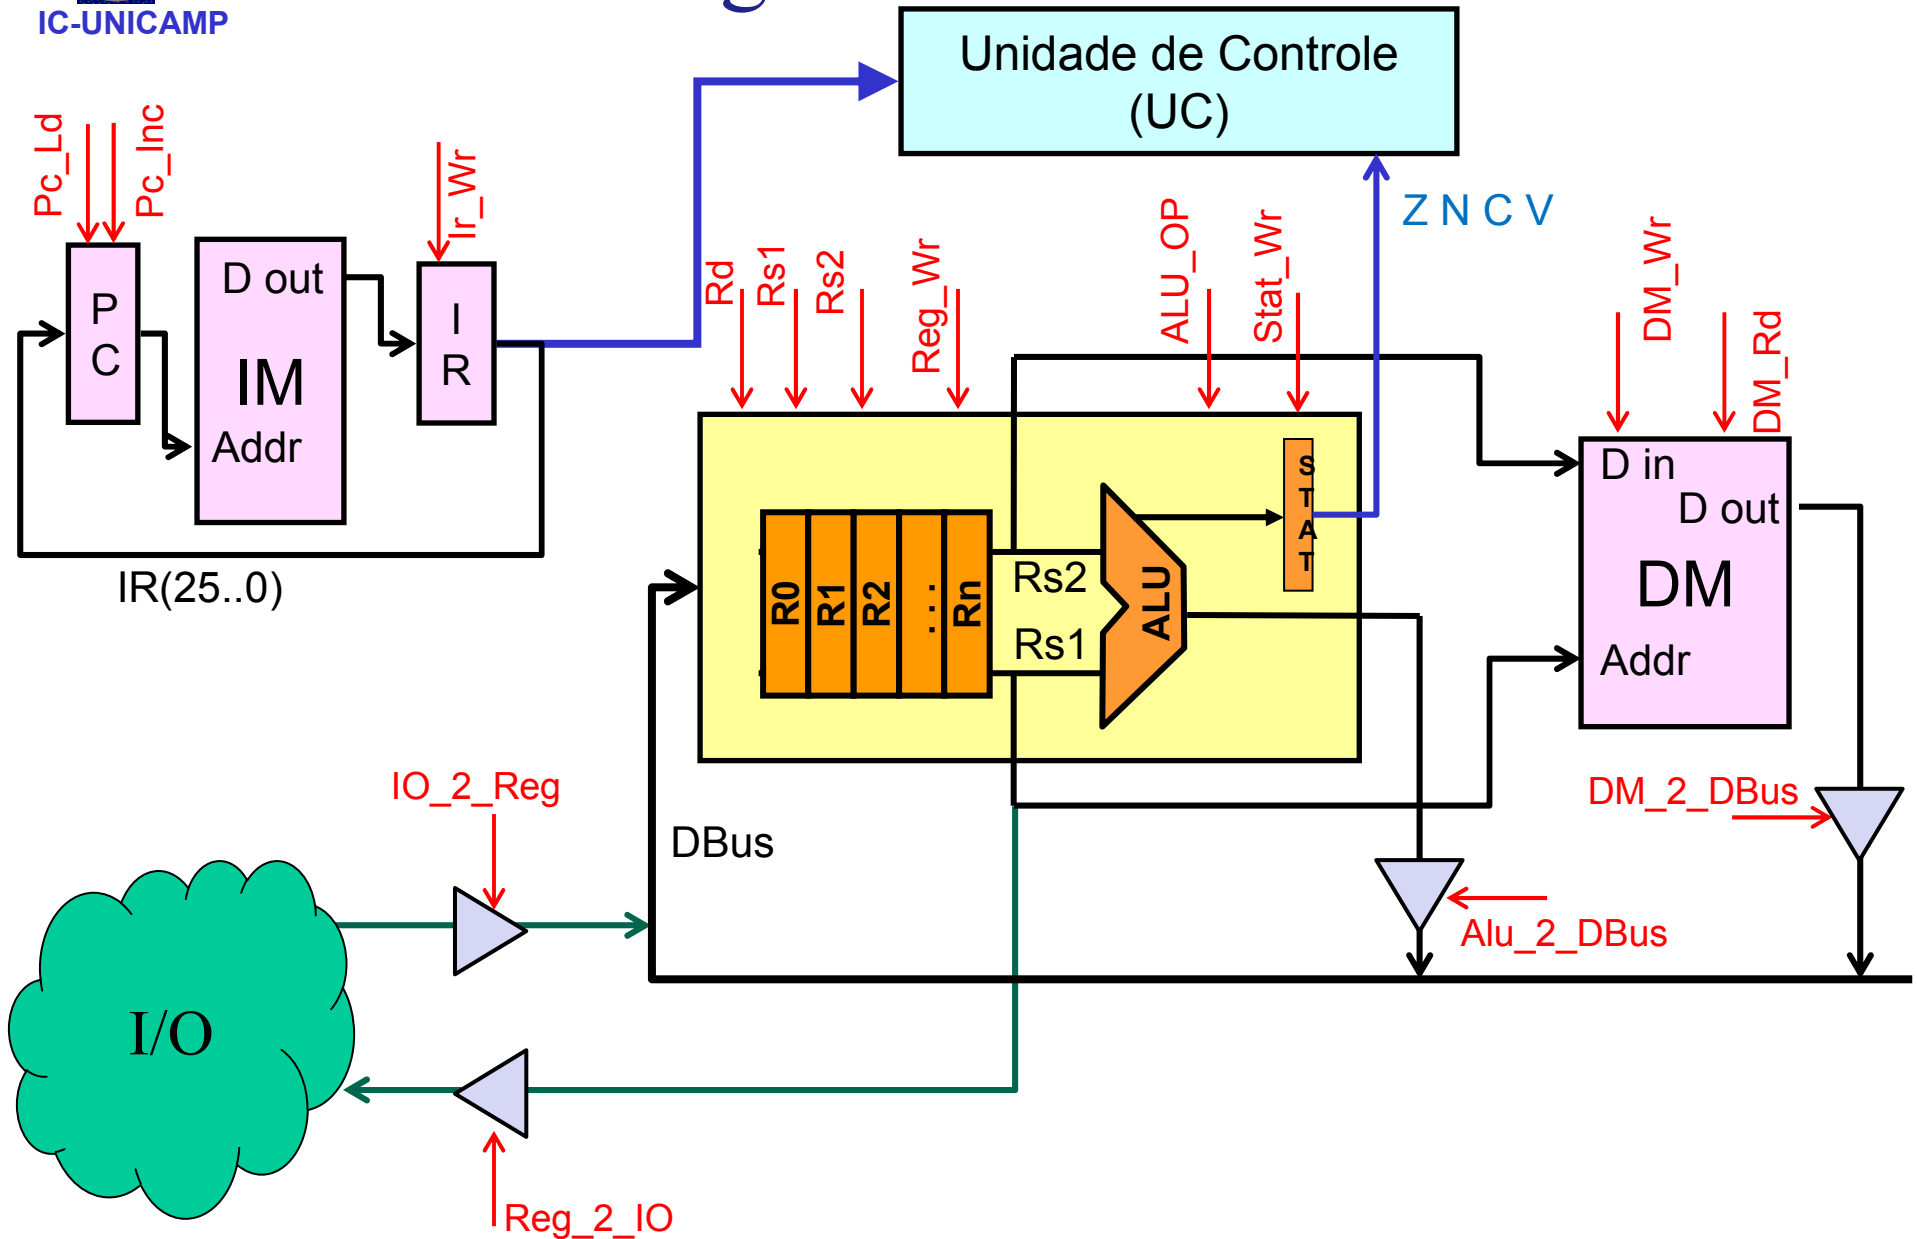 IC-UNICAMP
Unidade de Controle
(UC)
Pc_Ld
Pc_Inc
Ir_Wr
Z N C V
Rd
Rs1
Rs2
Reg_Wr
ALU_OP
Stat_Wr
DM_Wr
DM_Rd
P
C
D out
IM
Addr
I
R
IR(25..0)
R0
R1
R2
. . .
Rn
Rs2
Rs1
ALU
S
T
A
T
D in
D out
DM
Addr
IO_2_Reg
DBus
DM_2_DBus
Alu_2_DBus
I/O
Reg_2_IO